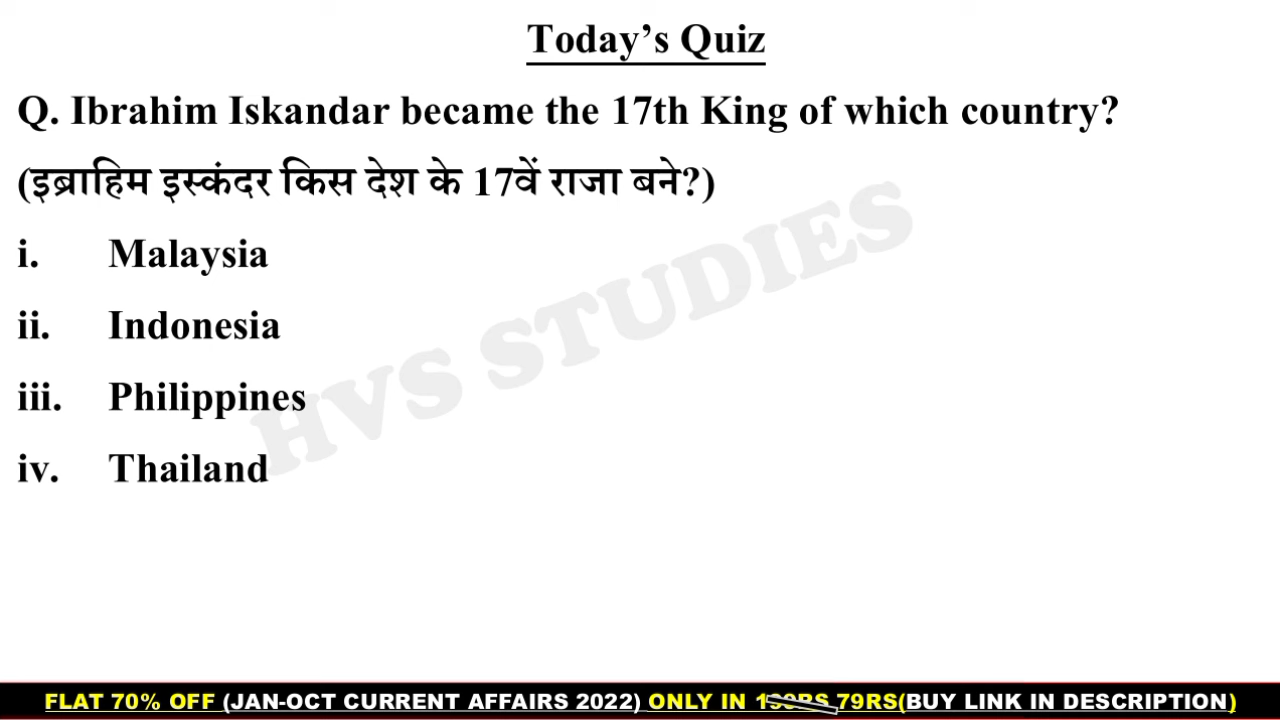 Today’s Quiz
Q. Ibrahim Iskandar became the 17th King of which country?
(इब्राहिम इस्कंदर किस देश के 17वें राजा बने?)
i. Malaysia
ii. Indonesia
iii. Philippines
iv. Thailand
HVS STUDIES
FLAT 70% OFF (JAN-OCT CURRENT AFFAIRS 2022) ONLY IN 79RS(BUY LINK IN DESCRIPTION)